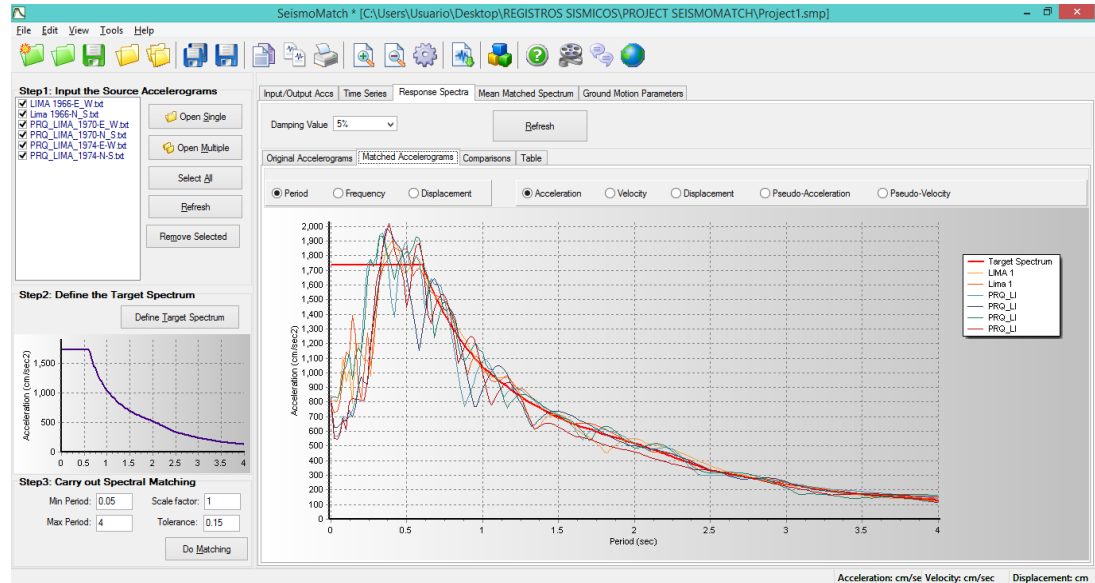 SeismoMatch * [C:\Users\Usuario\Desktop\REGISTROS SISMICOS\PROJECT SEISMOMATCH\Project1.smp]
File Edit View Tools Help
Step1: Input the Source Accelerograms
LIMA 1966-E_W.txt
Lima 1966-N_S.txt
PRQ_LIMA_1970-E_W.txt
PRQ_LIMA_1970-N_S.txt
PRQ_LIMA_1974-E-W.txt
PRQ_LIMA_1974-N-S.txt
Open Single
Open Multiple
Select All
Refresh
Remove Selected
Step2: Define the Target Spectrum
Define Target Spectrum
Acceleration (cm/sec2)
1,500
1,000
500
0
0 0.5 1 1.5 2 2.5 3 3.5 4
Step3: Carry out Spectral Matching
Min Period: 0.05 Scale factor: 1
Max Period: 4 Tolerance: 0.15
Do Matching
Input/Output Accs Time Series Response Spectra Mean Matched Spectrum Ground Motion Parameters
Damping Value 5% Refresh
Original Accelerograms Matched Accelerograms Comparisons Table
Period Frequency Displacement Acceleration Velocity Displacement Pseudo-Acceleration Pseudo-Velocity
Acceleration (cm/sec2)
2,000
1,900
1,800
1,700
1,600
1,500
1,400
1,300
1,200
1,100
1,000
900
800
700
600
500
400
300
200
100
0
0 0.5 1 1.5 2 2.5 3 3.5 4
Period (sec)
Target Spectrum
LIMA 1
Lima 1
PRQ_LI
PRQ_LI
PRQ_LI
PRQ_LI
Acceleration: cm/se Velocity: cm/sec Displacement: cm